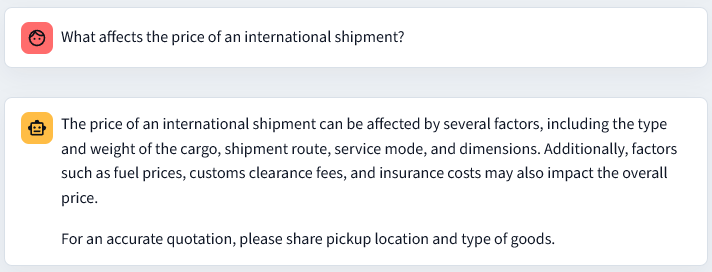 What affects the price of an international shipment?
The price of an international shipment can be affected by several factors, including the type
and weight of the cargo, shipment route, service mode, and dimensions. Additionally, factors
such as fuel prices, customs clearance fees, and insurance costs may also impact the overall
price.
For an accurate quotation, please share pickup location and type of goods.